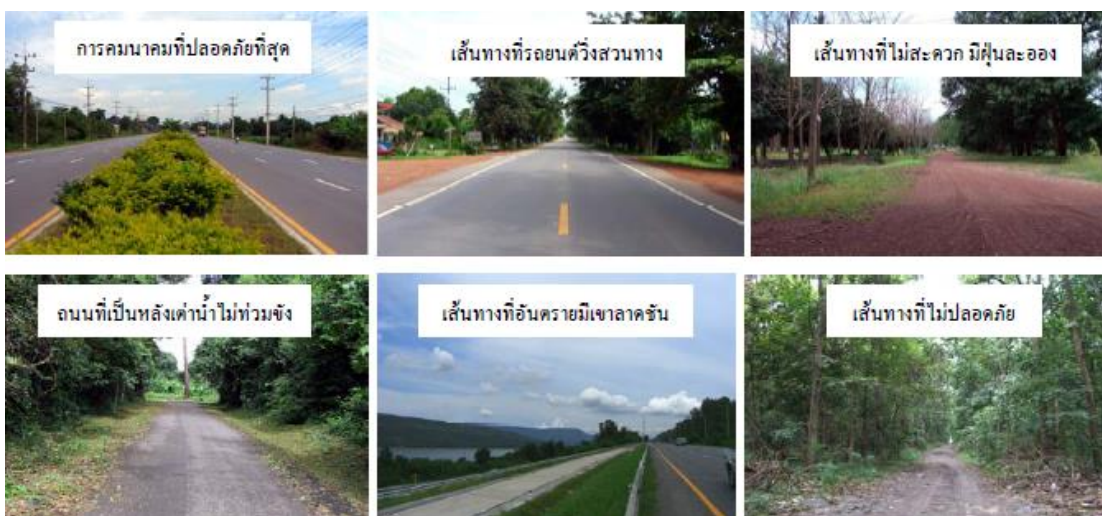 การคมนาคมที่ปลอดภัยที่สุด
เส้นทางที่รถยนต์วิ่งสวนทาง
เส้นทางที่ไม่สะดวก มีฝุ่นละออง
ถนนที่เป็นหลังเต่าน้ำไม่ท่วมขัง
เส้นทางที่อันตรายมีเขาลาดชัน
เส้นทางที่ไม่ปลอดภัย